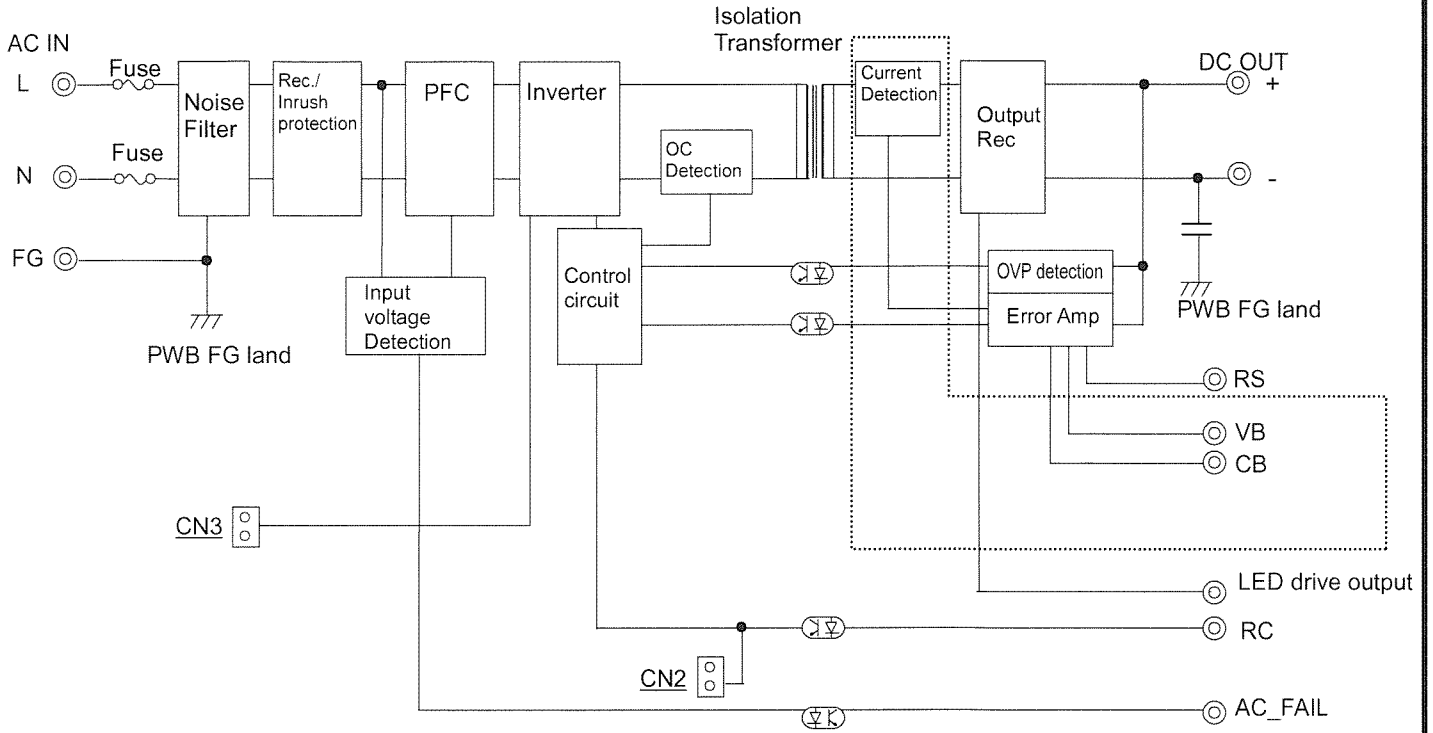 AC IN
Isolation
Transformer
DC OUT
L
Fuse
Noise
Filter
Rec./
Inrush
protection
PFC
Inverter
Current
Detection
Output
Rec
+
N
Fuse
OC
Detection
-
FG
PWB FG land
Input
voltage
Detection
Control
circuit
OVP detection
Error Amp
PWB FG land
RS
VB
CB
CN3
LED drive output
RC
CN2
AC_FAIL